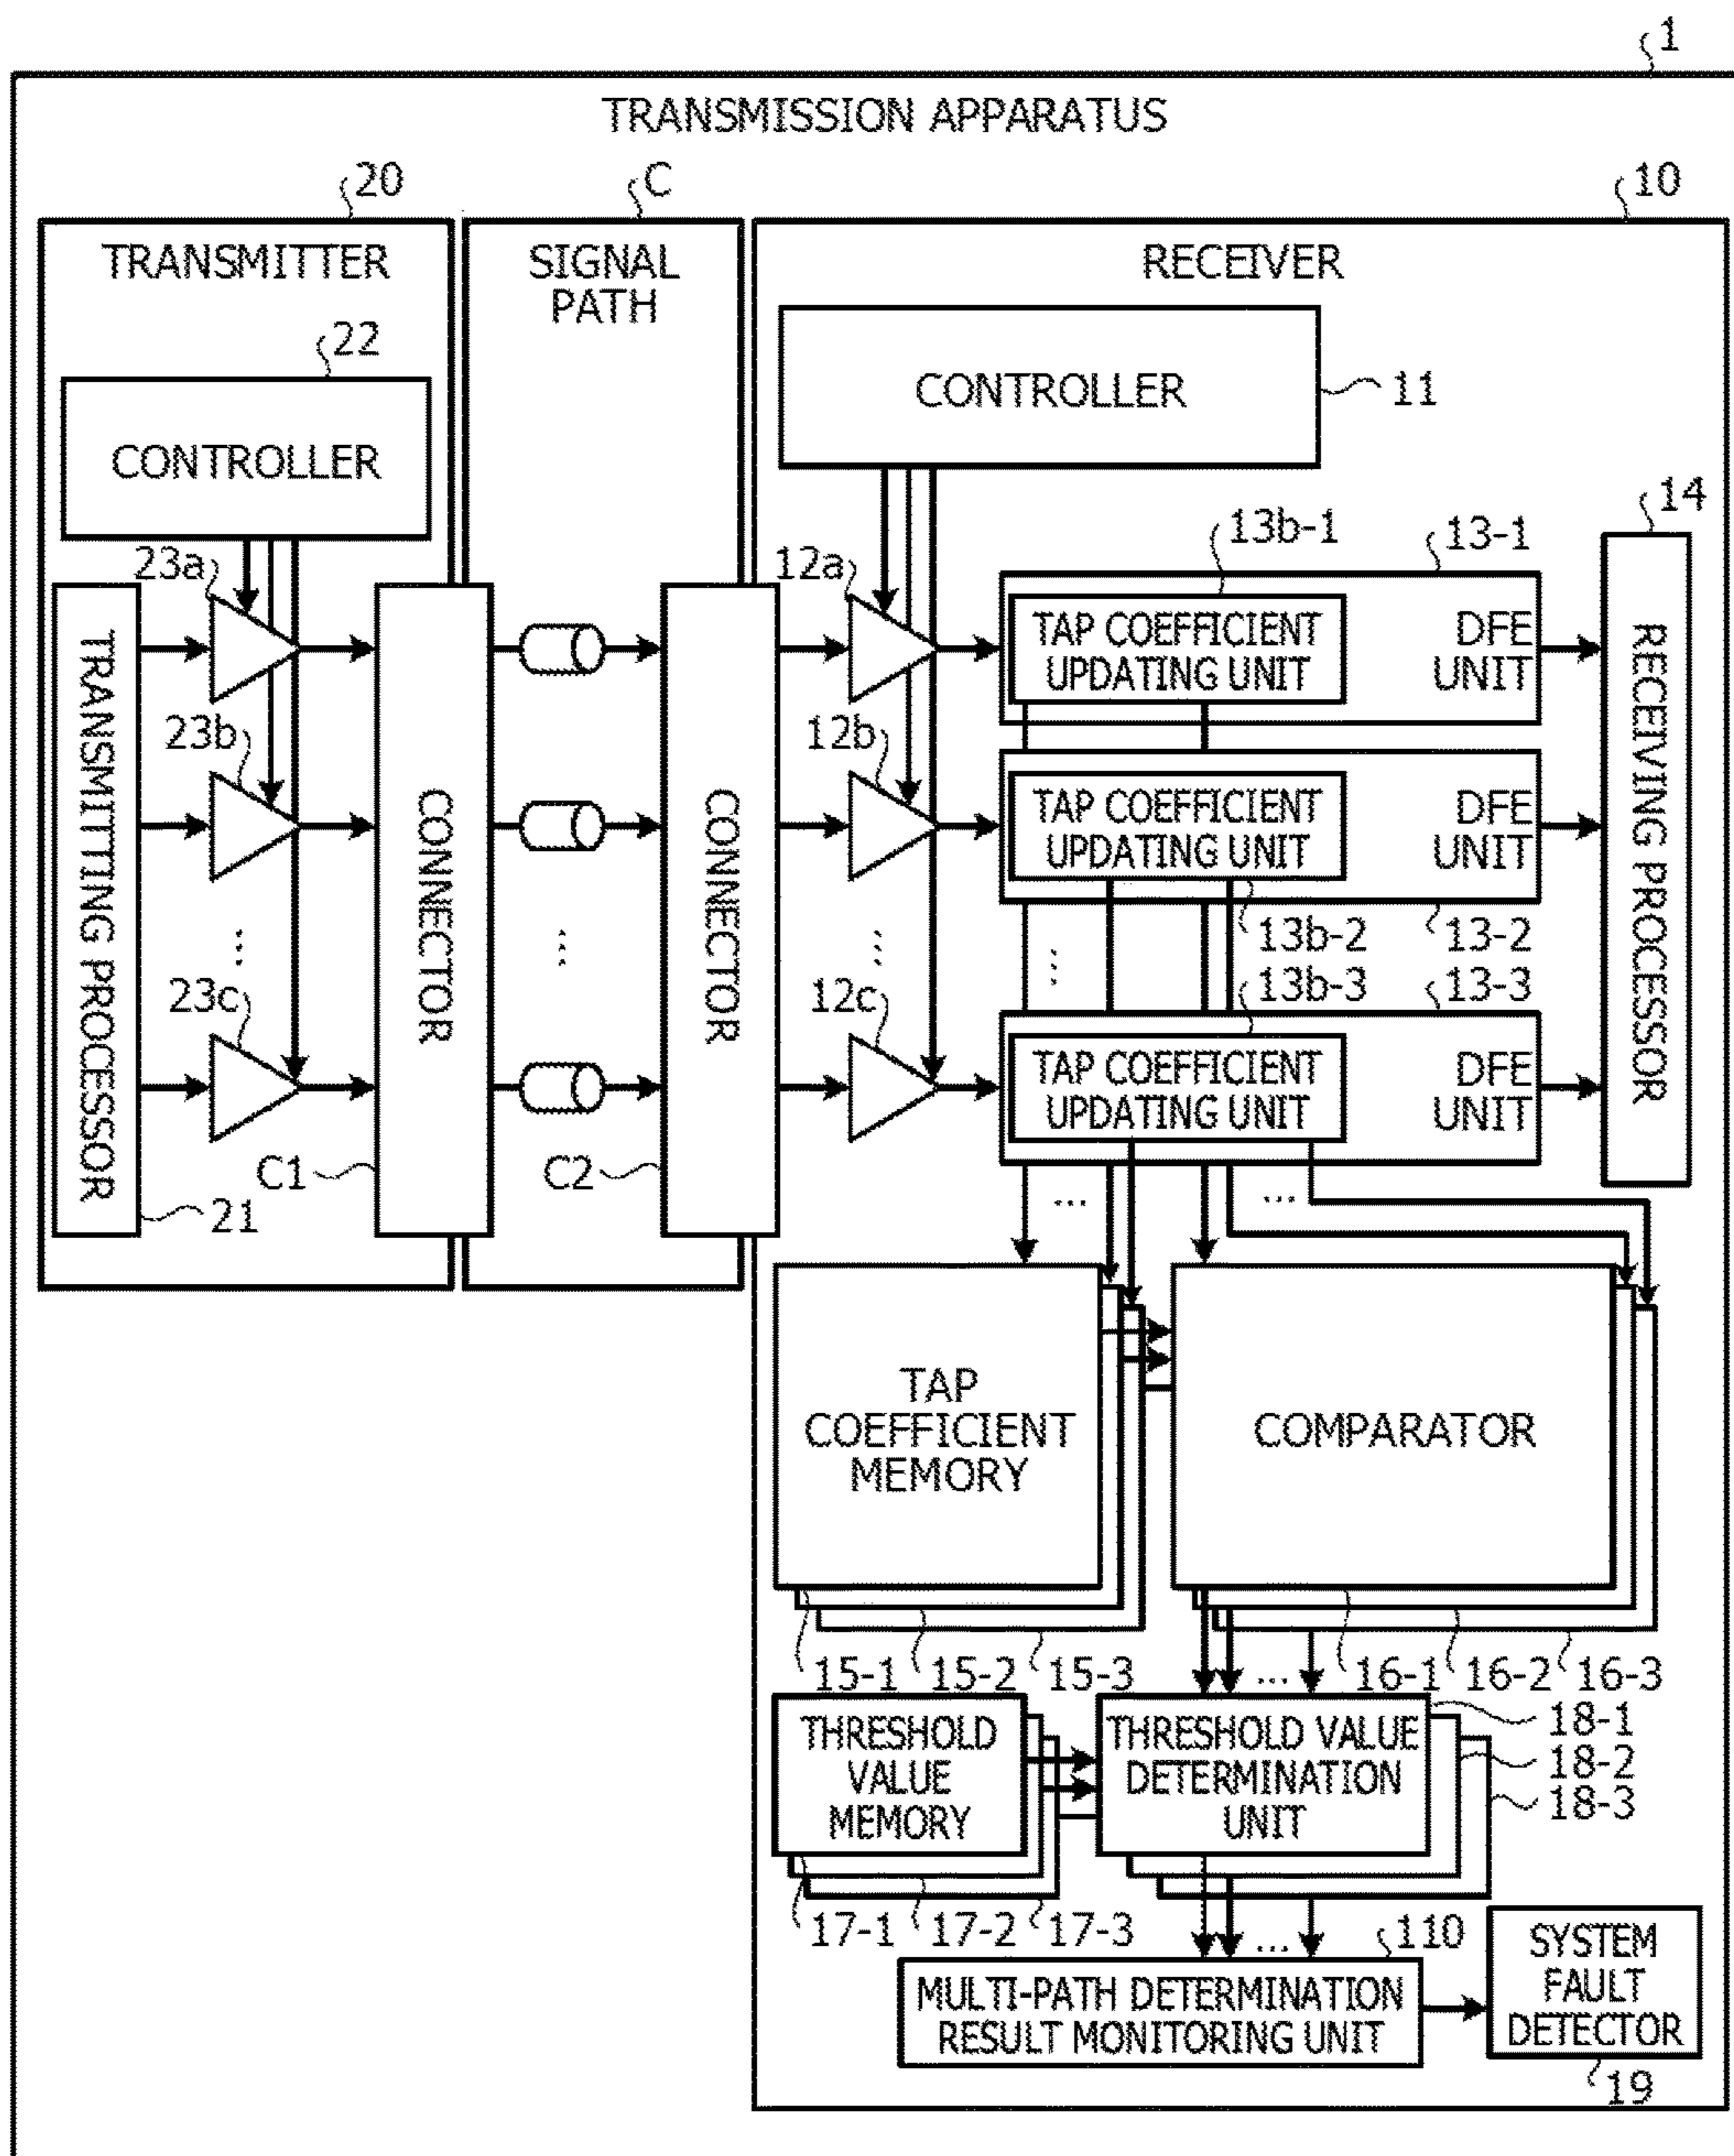 1
TRANSMISSION APPARATUS
20
C
10
TRANSMITTER
SIGNAL
PATH
RECEIVER
22
CONTROLLER
CONTROLLER
11
14
23a
12a
13b-1
13-1
TRANSMITTING PROCESSOR
CONNECTOR
CONNECTOR
TAP COEFFICIENT
UPDATING UNIT
DFE
UNIT
RECEIVING PROCESSOR
23b
12b
TAP COEFFICIENT
UPDATING UNIT
DFE
UNIT
13b-2
13-2
...
...
...
...
23c
12c
13b-3
13-3
TAP COEFFICIENT
UPDATING UNIT
DFE
UNIT
21
C1
C2
...
...
TAP
COEFFICIENT
MEMORY
COMPARATOR
15-1
15-2
15-3
...
16-1
16-2
16-3
THRESHOLD
VALUE
MEMORY
THRESHOLD VALUE
DETERMINATION
UNIT
18-1
18-2
18-3
17-1
17-2
17-3
...
110
MULTI-PATH DETERMINATION
RESULT MONITORING UNIT
SYSTEM
FAULT
DETECTOR
19